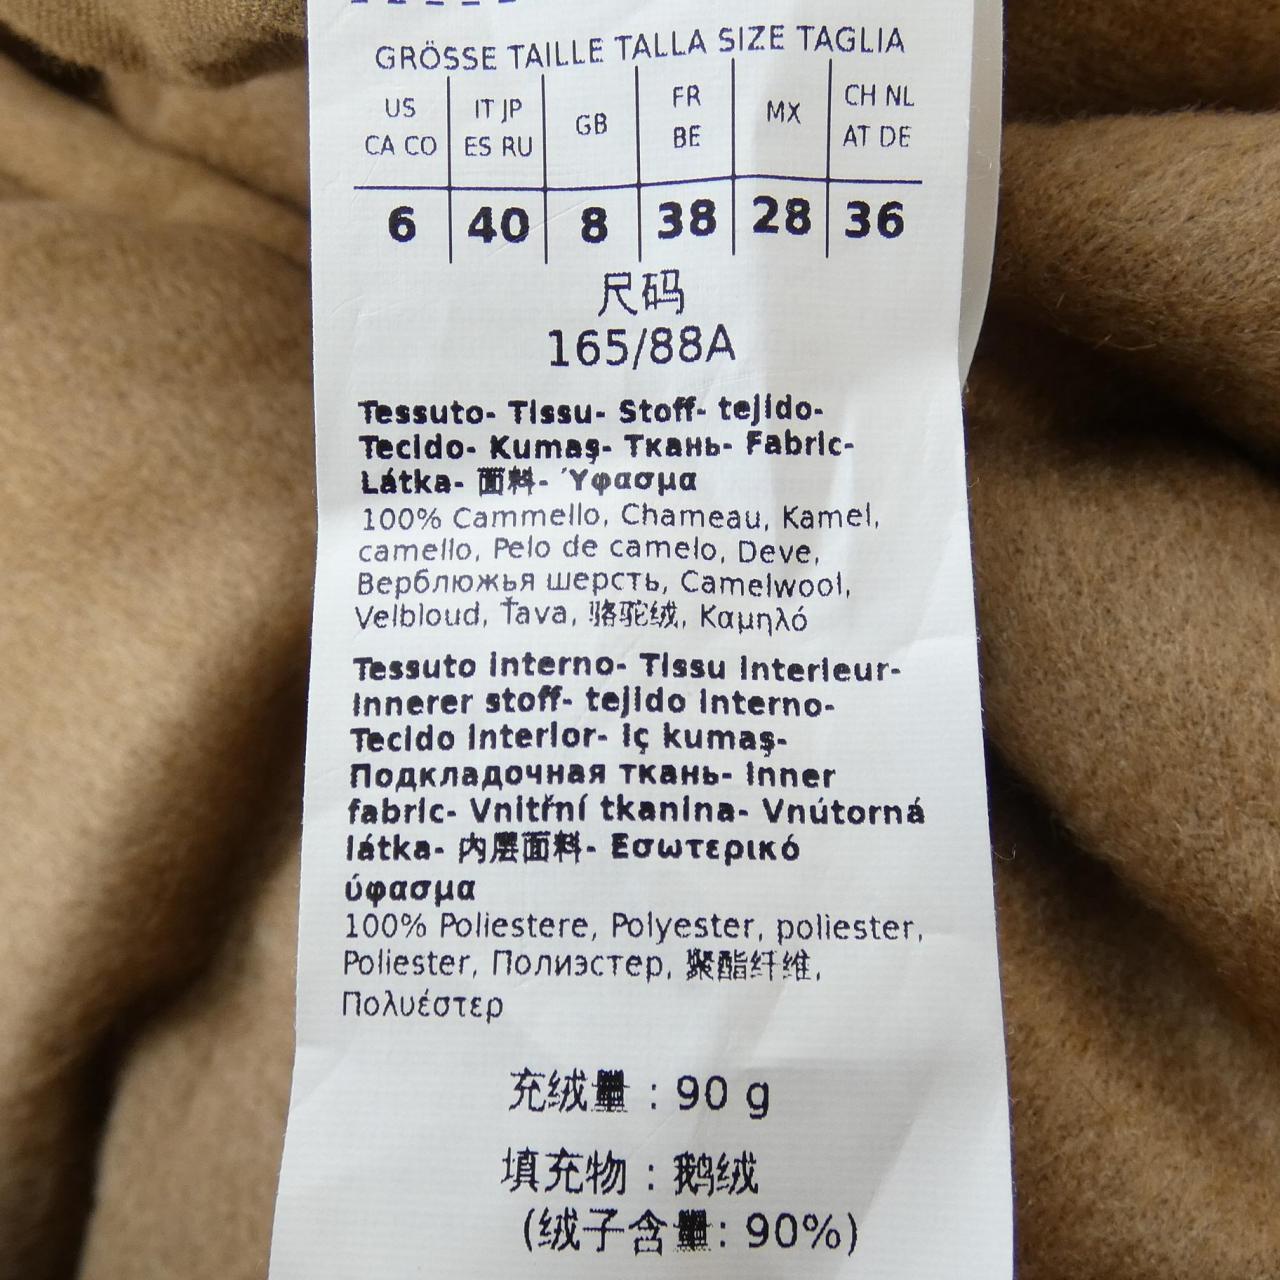 GRÖSSE TAILLE TALLA SIZE TAGLIA
US CA CO | IT JP ES RU | GB | FR BE | MX | CH NL AT DE
6 | 40 | 8 | 38 | 28 | 36
尺码
165/88A
Tessuto- Tissu- Stoff- tejido-
Tecido- Kumaş- Ткань- Fabric-
Látka- 面料- Ύφασμα
100% Cammello, Chameau, Kamel,
camello, Pelo de camelo, Deve,
Верблюжья шерсть, Camelwool,
Velbloud, Ťava, 骆驼绒, Καμηλό
Tessuto interno- Tissu interieur-
innerer stoff- tejido interno-
Tecido interior- iç kumaş-
Подкладочная ткань- inner
fabric- Vnitřní tkanina- Vnútorná
látka- 内层面料- Εσωτερικό
ύφασμα
100% Poliestere, Polyester, poliester,
Poliester, Полиэстер, 聚酯纤维,
Πολυέστερ
充绒量 : 90 g
填充物 : 鹅绒
(绒子含量: 90%)